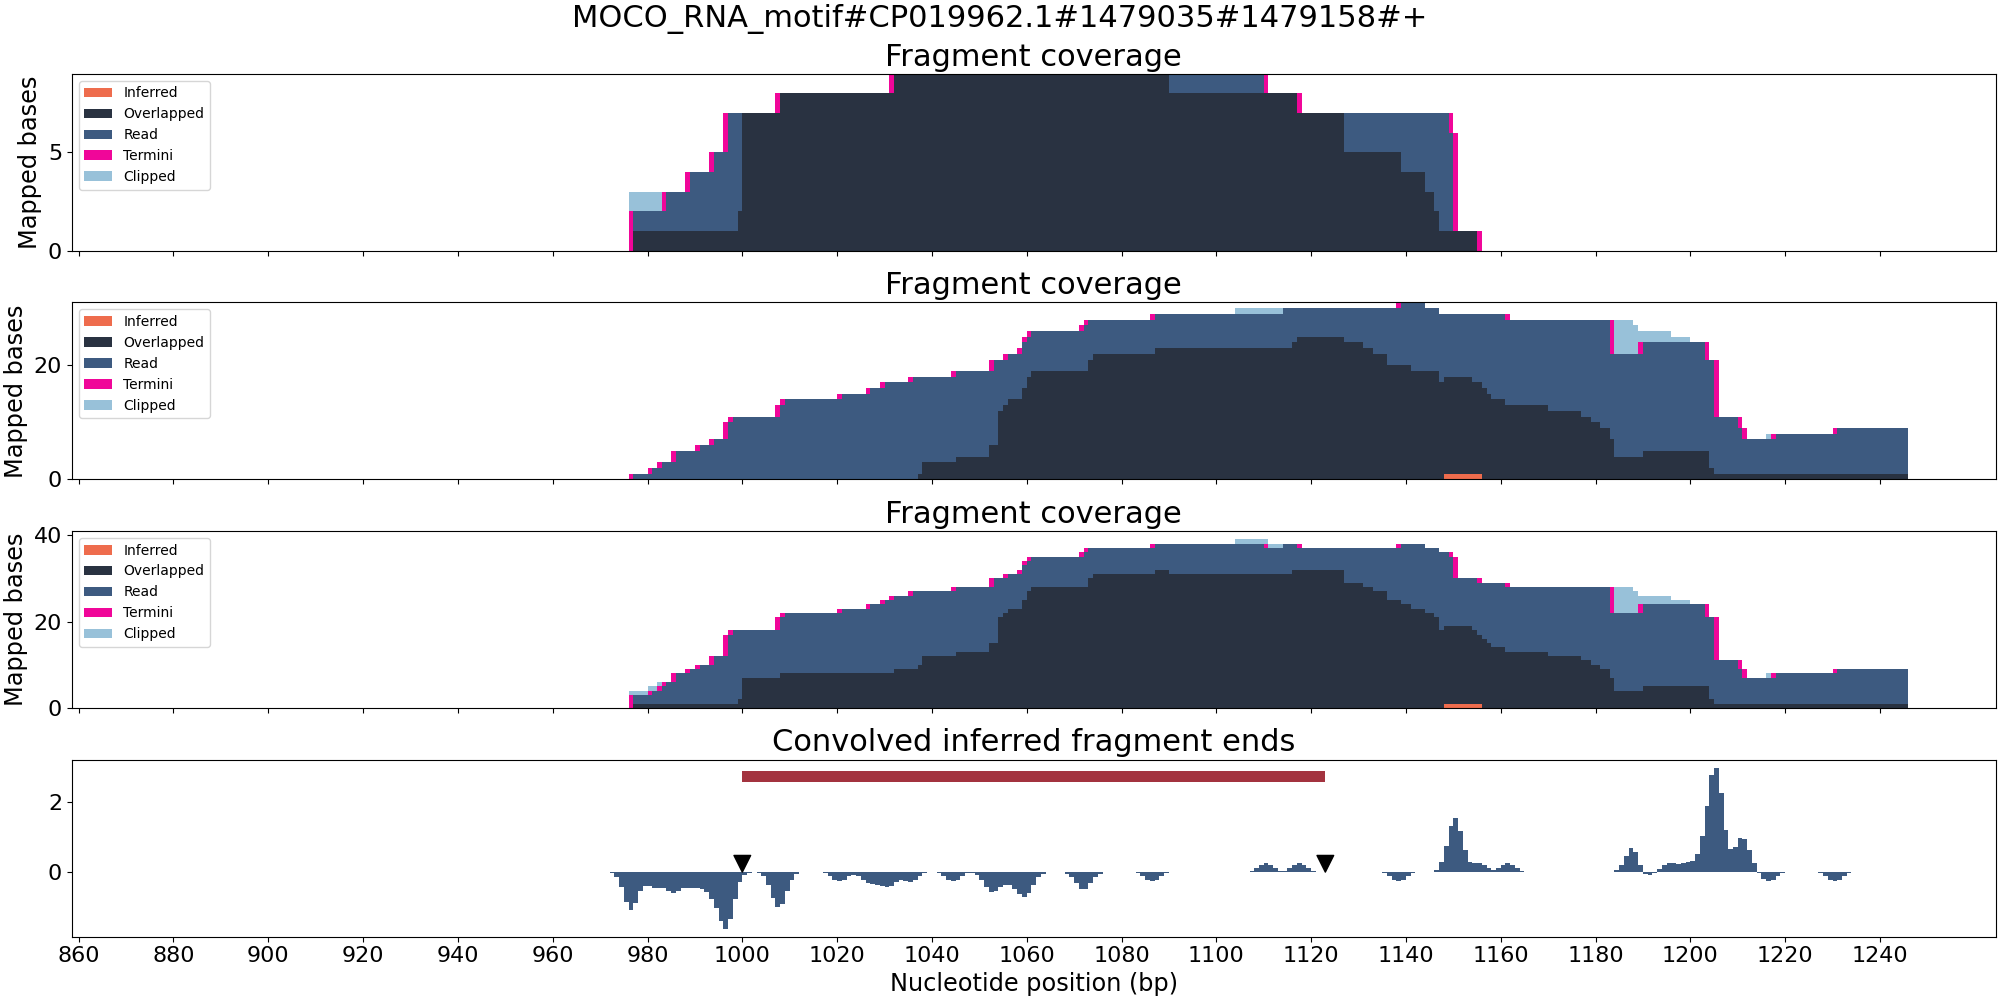 MOCO_RNA_motif#CP019962.1#1479035#1479158#+
Fragment coverage
Mapped bases
5
0
Inferred
Overlapped
Read
Termini
Clipped
Fragment coverage
Mapped bases
20
0
Inferred
Overlapped
Read
Termini
Clipped
Fragment coverage
Mapped bases
40
20
0
Inferred
Overlapped
Read
Termini
Clipped
Convolved inferred fragment ends
2
0
860 880 900 920 940 960 980 1000 1020 1040 1060 1080 1100 1120 1140 1160 1180 1200 1220 1240
Nucleotide position (bp)